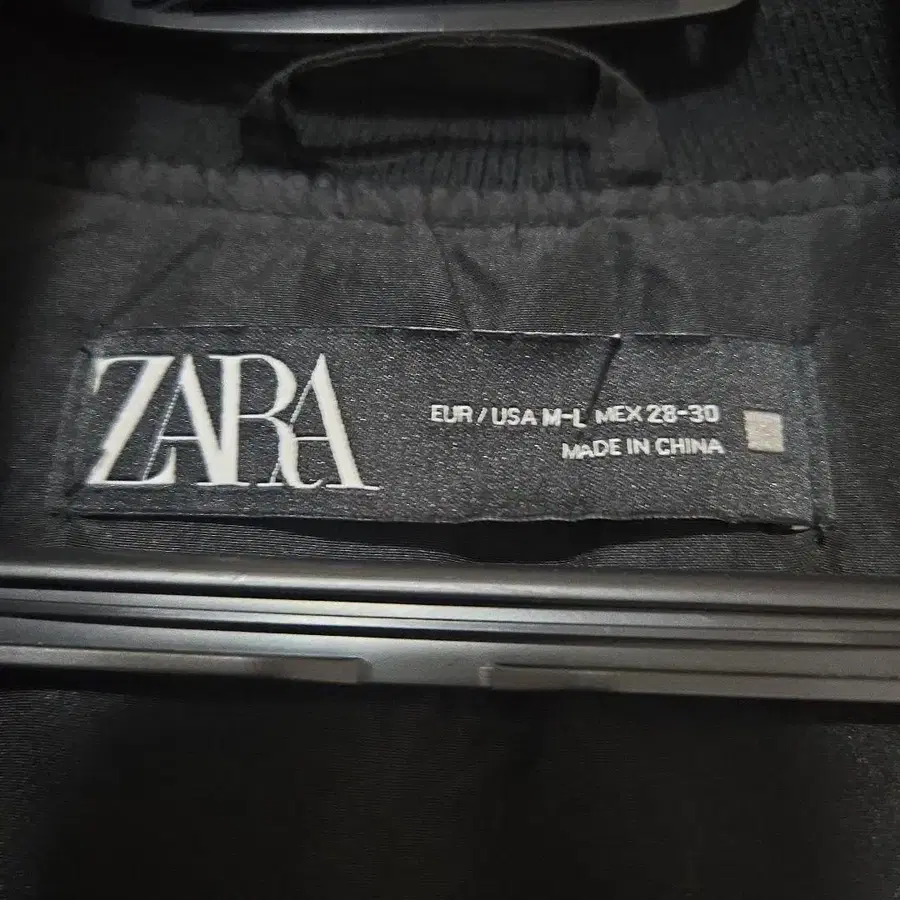 ZARA
EUR / USA M-L MEX 28-30
MADE IN CHINA